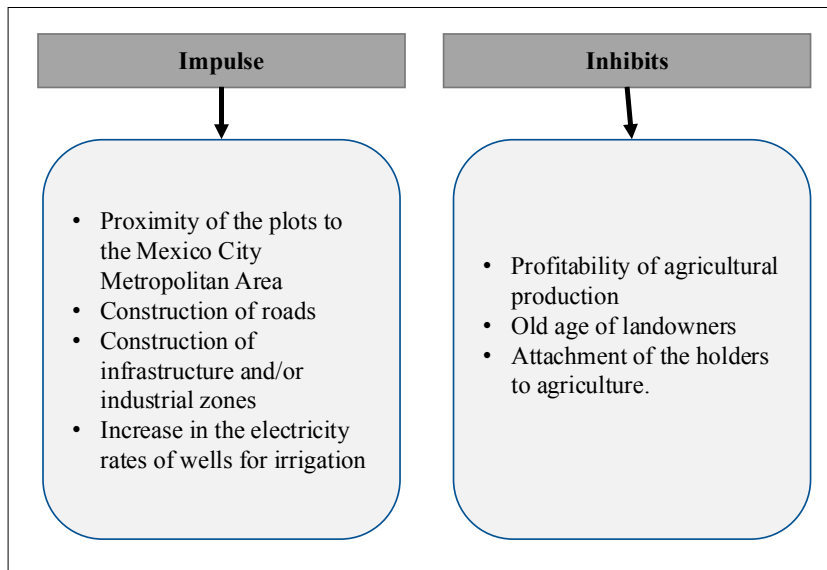 Impulse
• Proximity of the plots to
the Mexico City
Metropolitan Area
• Construction of roads
• Construction of
infrastructure and/or
industrial zones
• Increase in the electricity
rates of wells for irrigation
Inhibits
• Profitability of agricultural
production
• Old age of landowners
• Attachment of the holders
to agriculture.